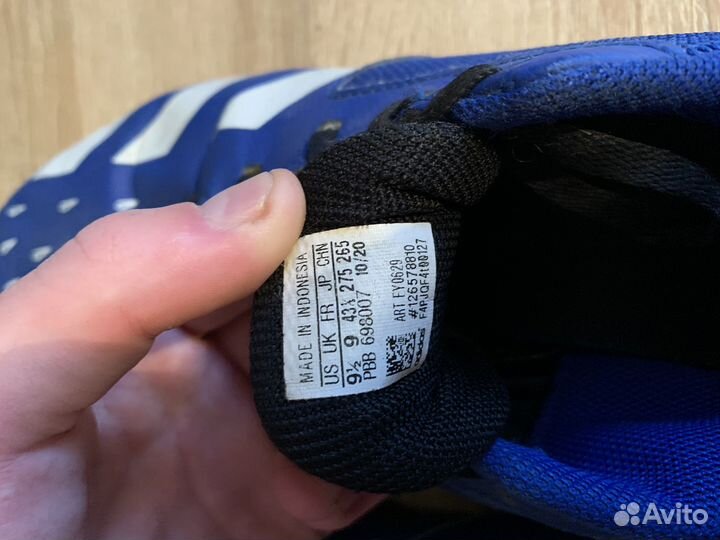 MADE IN INDONESIA
US UK FR JP CHN
9½ 9 43⅓ 275 265
PBB 698007 10/20
ART FY0629
#126578810
F4PJQF4t00127
adidas
Avito